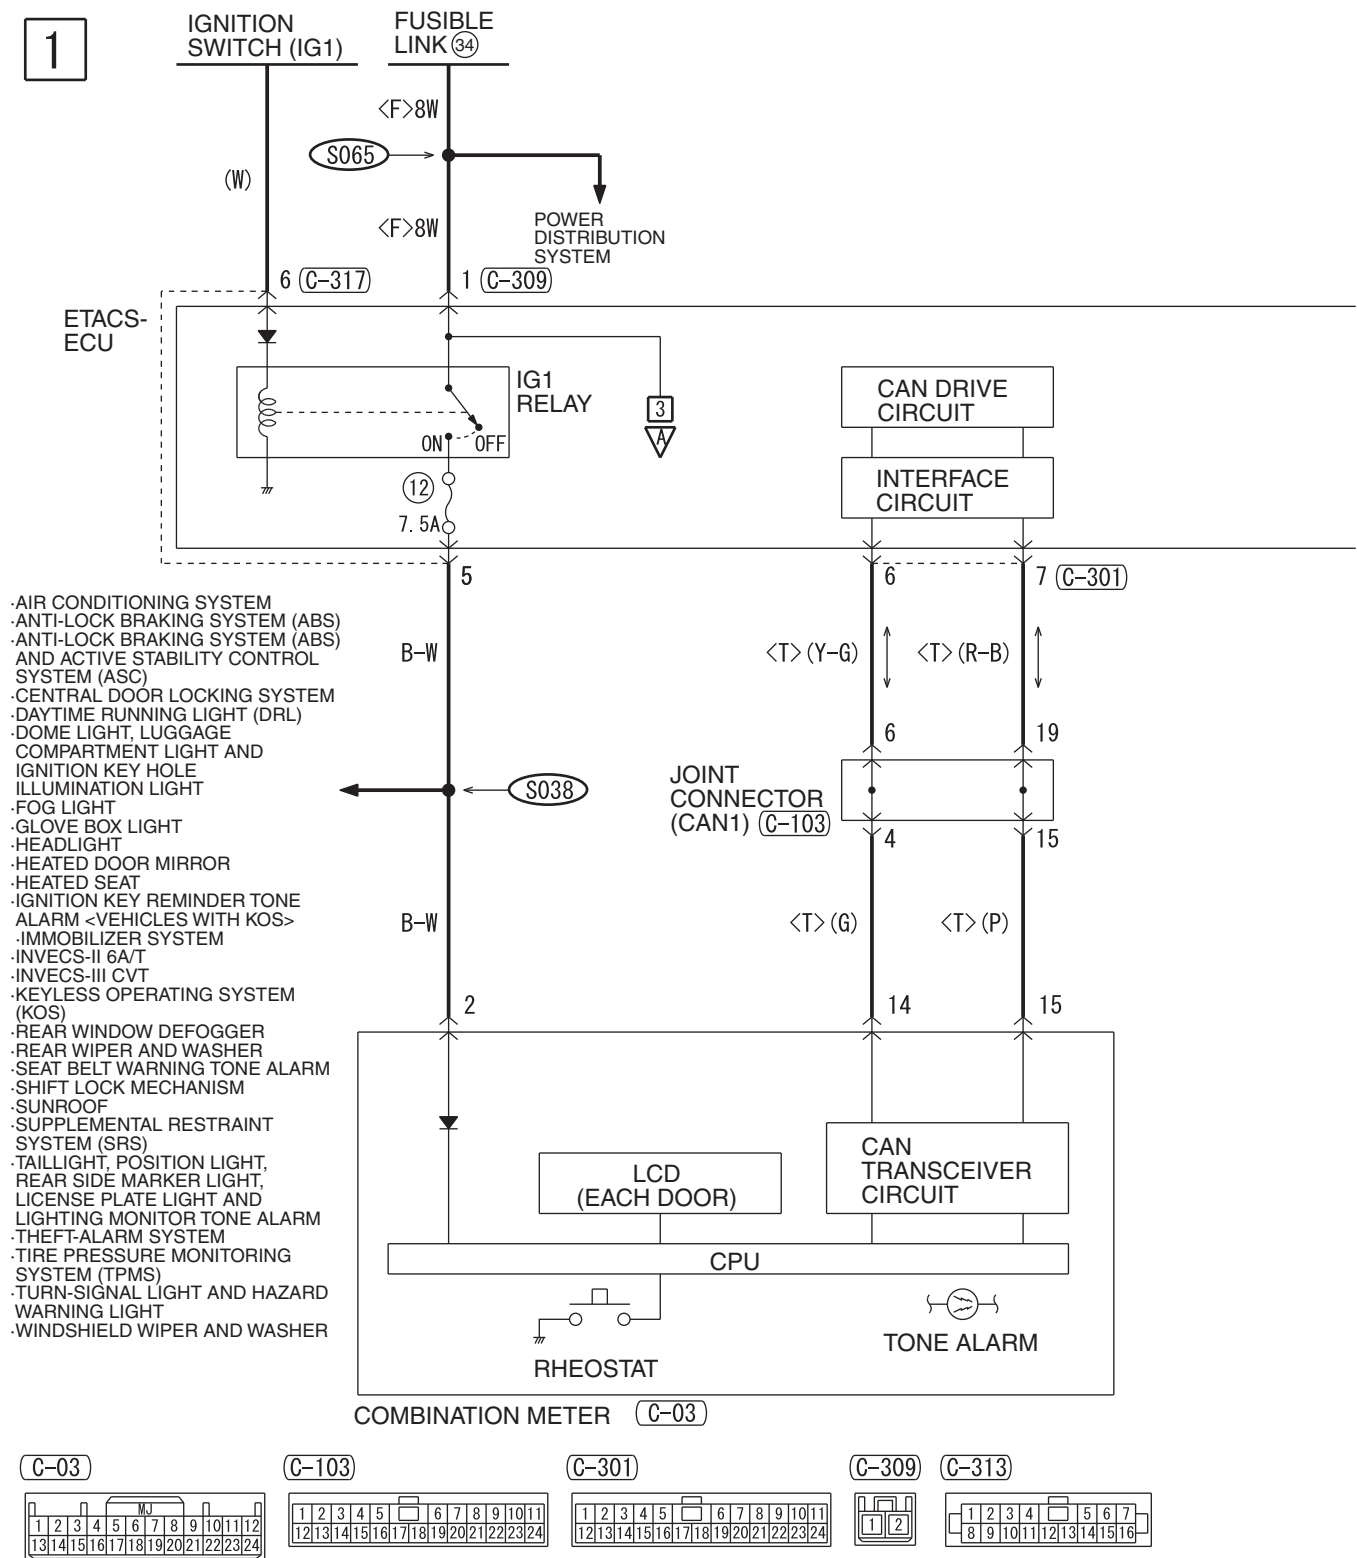 1
IGNITION
SWITCH (IG1)
FUSIBLE
LINK 34
<F>8W
S065
(W)
<F>8W
POWER
DISTRIBUTION
SYSTEM
6 C-317
1 C-309
ETACS-
ECU
IG1
RELAY
ON
OFF
3
A
12
7.5A
CAN DRIVE
CIRCUIT
INTERFACE
CIRCUIT
5
6
7 C-301
·AIR CONDITIONING SYSTEM
·ANTI-LOCK BRAKING SYSTEM (ABS)
·ANTI-LOCK BRAKING SYSTEM (ABS)
AND ACTIVE STABILITY CONTROL
SYSTEM (ASC)
·CENTRAL DOOR LOCKING SYSTEM
·DAYTIME RUNNING LIGHT (DRL)
·DOME LIGHT, LUGGAGE
COMPARTMENT LIGHT AND
IGNITION KEY HOLE
ILLUMINATION LIGHT
·FOG LIGHT
·GLOVE BOX LIGHT
·HEADLIGHT
·HEATED DOOR MIRROR
·HEATED SEAT
·IGNITION KEY REMINDER TONE
ALARM <VEHICLES WITH KOS>
·IMMOBILIZER SYSTEM
·INVECS-II 6A/T
·INVECS-III CVT
·KEYLESS OPERATING SYSTEM
(KOS)
·REAR WINDOW DEFOGGER
·REAR WIPER AND WASHER
·SEAT BELT WARNING TONE ALARM
·SHIFT LOCK MECHANISM
·SUNROOF
·SUPPLEMENTAL RESTRAINT
SYSTEM (SRS)
·TAILLIGHT, POSITION LIGHT,
REAR SIDE MARKER LIGHT,
LICENSE PLATE LIGHT AND
LIGHTING MONITOR TONE ALARM
·THEFT-ALARM SYSTEM
·TIRE PRESSURE MONITORING
SYSTEM (TPMS)
·TURN-SIGNAL LIGHT AND HAZARD
WARNING LIGHT
·WINDSHIELD WIPER AND WASHER
B-W
<T>(Y-G)
<T>(R-B)
6
19
S038
JOINT
CONNECTOR
(CAN1) C-103
4
15
B-W
<T>(G)
<T>(P)
2
14
15
LCD
(EACH DOOR)
CAN
TRANSCEIVER
CIRCUIT
CPU
RHEOSTAT
TONE ALARM
COMBINATION METER C-03
C-03
MJ
1 2 3 4 5 6 7 8 9 10 11 12
13 14 15 16 17 18 19 20 21 22 23 24
C-103
1 2 3 4 5 6 7 8 9 10 11
12 13 14 15 16 17 18 19 20 21 22 23 24
C-301
1 2 3 4 5 6 7 8 9 10 11
12 13 14 15 16 17 18 19 20 21 22 23 24
C-309
1 2
C-313
1 2 3 4 5 6 7
8 9 10 11 12 13 14 15 16